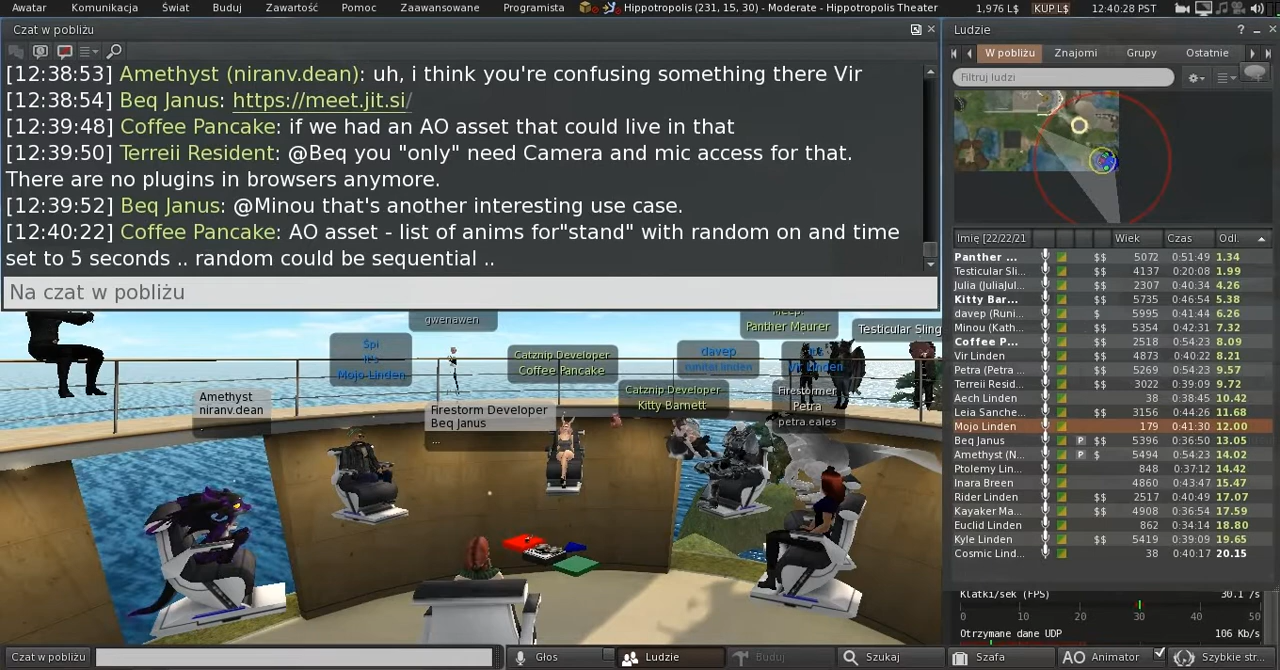 Awatar Komunikacja Świat Buduj Zawartość Pomoc Zaawansowane Programista Hippotropolis (231, 15, 30) - Moderate - Hippotropolis Theater 1,976 L$ KUP L$ 12:40:28 PST
Czat w pobliżu
[12:38:53] Amethyst (niranv.dean): uh, i think you're confusing something there Vir
[12:38:54] Beq Janus: https://meet.jit.si/
[12:39:48] Coffee Pancake: if we had an AO asset that could live in that
[12:39:50] Terreii Resident: @Beq you "only" need Camera and mic access for that.
There are no plugins in browsers anymore.
[12:39:52] Beq Janus: @Minou that's another interesting use case.
[12:40:22] Coffee Pancake: AO asset - list of anims for"stand" with random on and time
set to 5 seconds .. random could be sequential ..
Na czat w pobliżu
gwenawen
Panther Maurer
Testicular Sling
Śpi
It's
Mojo-Linden
Catznip Developer
Coffee Pancake
davep
Vir Linden
Catznip Developer
Kitty Barnett
Firestormer
Petra
petra.eales
Amethyst
niranv.dean
Firestorm Developer
Beq Janus
...
Ludzie
W pobliżu Znajomi Grupy Ostatnie
Filtruj ludzi
Imię [22/22/21 Wiek Czas Odl.
Panther ... $$ 5072 0:51:49 1.34
Testicular Sli... $$ 4137 0:20:08 1.99
Julia (JuliaJul... $$ 2307 0:40:34 4.26
Kitty Bar... $$ 5735 0:46:54 5.38
davep (Runi... $ 5995 0:41:44 6.26
Minou (Kath... $$ 5354 0:42:31 7.32
Coffee P... $$ 2518 0:54:23 8.09
Vir Linden $$ 4873 0:40:22 8.21
Petra (Petra ... $$ 5269 0:54:23 9.57
Terreii Resid... $$ 3022 0:39:09 9.72
Aech Linden 38 0:38:45 10.42
Leia Sanche... $$ 3156 0:44:26 11.68
Mojo Linden 179 0:41:30 12.00
Beq Janus P $$ 5396 0:36:50 13.05
Amethyst (N... P $ 5494 0:54:23 14.02
Ptolemy Lin... 848 0:37:12 14.42
Inara Breen 4860 0:43:47 15.47
Rider Linden $$ 2517 0:40:49 17.07
Kayaker Ma... $$ 4908 0:36:54 17.59
Euclid Linden 862 0:34:14 18.80
Kyle Linden $$ 5419 0:39:09 19.65
Cosmic Lind... 38 0:40:17 20.15
Klatki/sek (FPS) 30.1 /s
0 10 20 30 40 50
Otrzymane dane UDP 106 Kb/s
Czat w pobliżu Głos Ludzie Buduj Szukaj Szafa AO Animator Szybkie str...